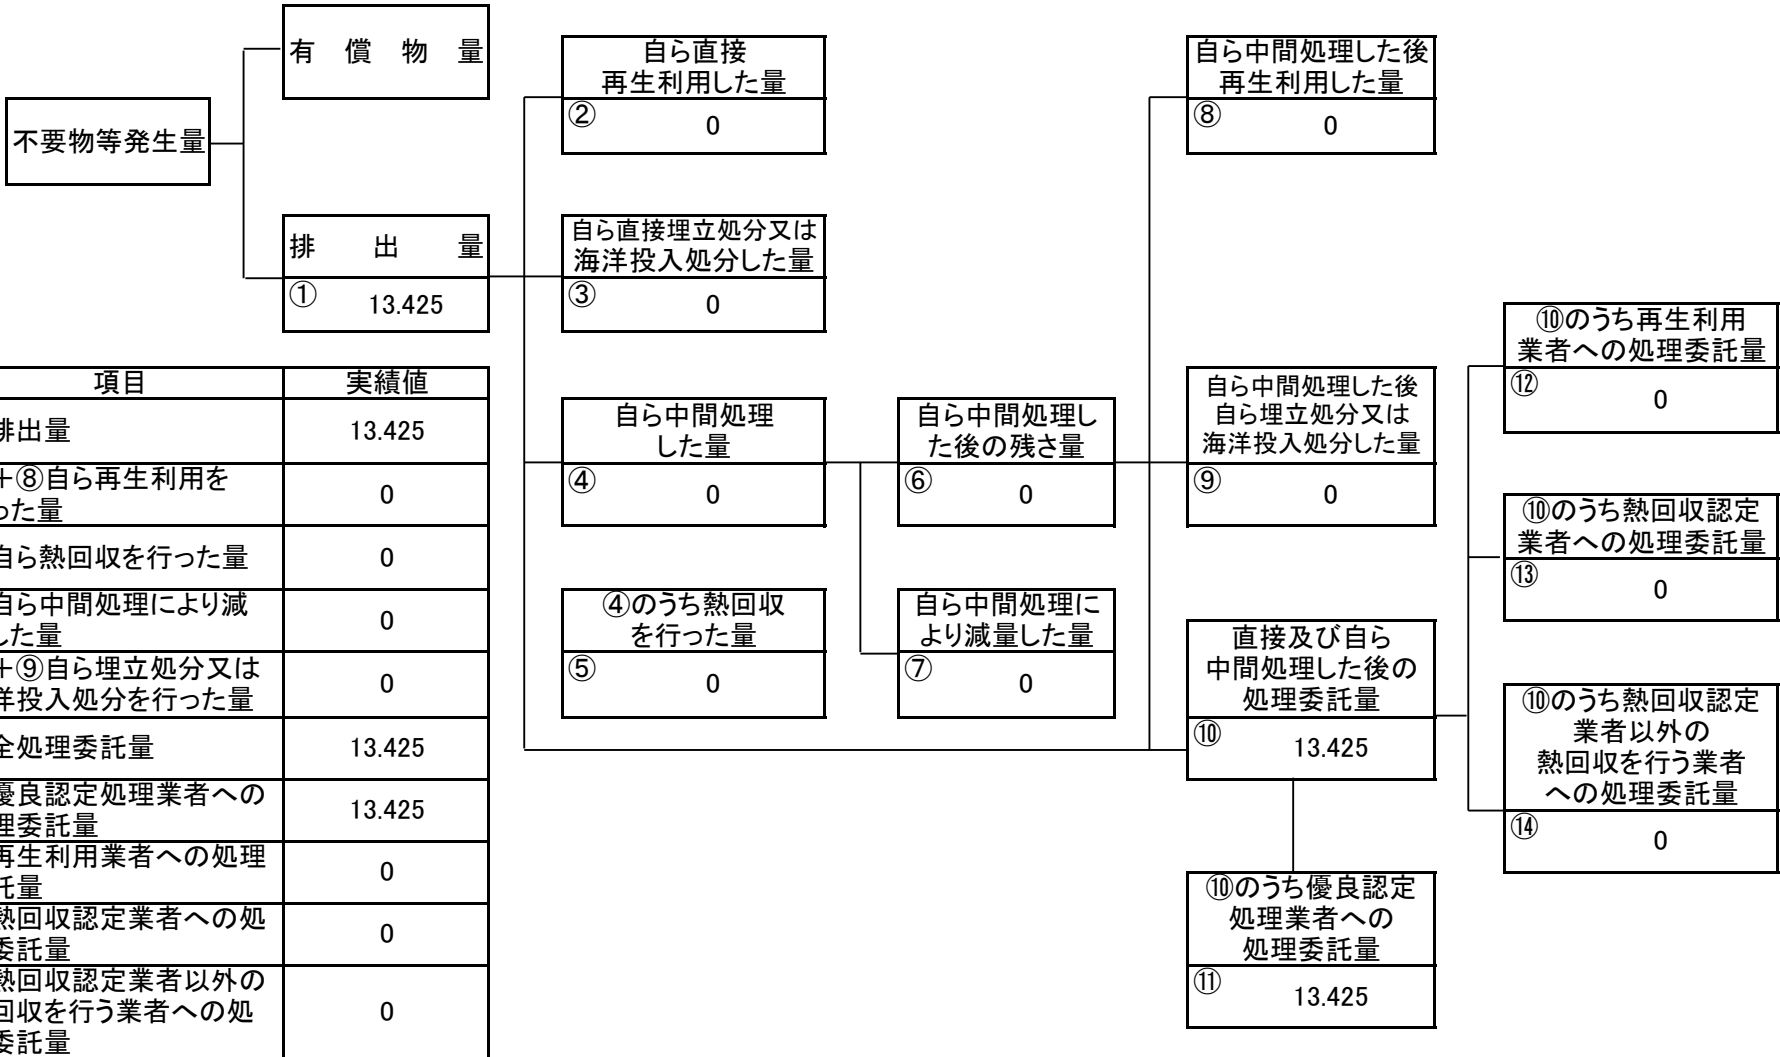 有償物量
不要物等発生量
排出量
①
13.425
自ら直接
再生利用した量
②
0
自ら直接埋立処分又は
海洋投入処分した量
③
0
自ら中間処理
した量
④
0
④のうち熱回収
を行った量
⑤
0
自ら中間処理し
た後の残さ量
⑥
0
自ら中間処理に
より減量した量
⑦
0
自ら中間処理した後
再生利用した量
⑧
0
自ら中間処理した後
自ら埋立処分又は
海洋投入処分した量
⑨
0
直接及び自ら
中間処理した後の
処理委託量
⑩
13.425
⑩のうち優良認定
処理業者への
処理委託量
⑪
13.425
⑩のうち再生利用
業者への処理委託量
⑫
0
⑩のうち熱回収認定
業者への処理委託量
⑬
0
⑩のうち熱回収認定
業者以外の
熱回収を行う業者
への処理委託量
⑭
0
項目 実績値
排出量 13.425
+⑧自ら再生利用を
った量 0
自ら熱回収を行った量 0
自ら中間処理により減
した量 0
+⑨自ら埋立処分又は
洋投入処分を行った量 0
全処理委託量 13.425
優良認定処理業者への
理委託量 13.425
再生利用業者への処理
託量 0
熱回収認定業者への処
委託量 0
熱回収認定業者以外の
回収を行う業者への処
委託量 0